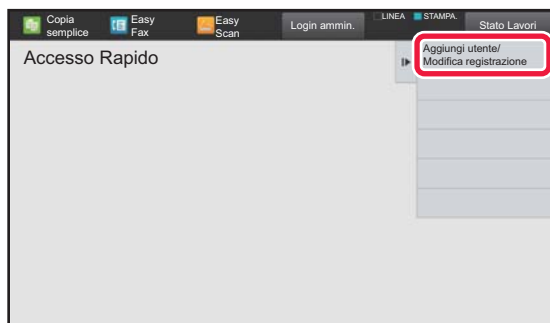 Copia
semplice
Easy
Fax
Easy
Scan
Login ammin.
LINEA
STAMPA.
Stato Lavori
Accesso Rapido
Aggiungi utente/
Modifica registrazione